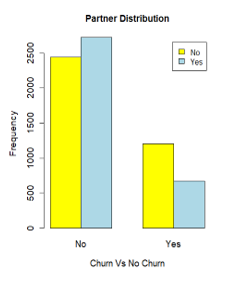 Partner Distribution
No
Yes
2500
2000
1500
1000
500
0
Frequency
No Yes
Churn Vs No Churn